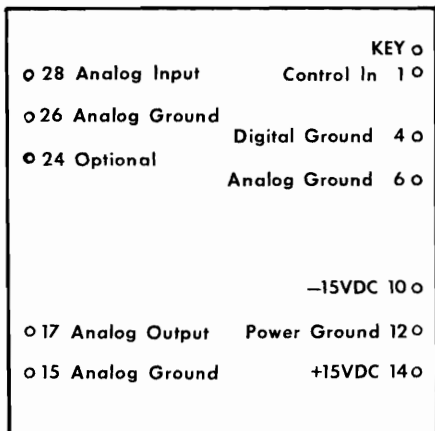 KEY
28 Analog Input
Control In 1
26 Analog Ground
Digital Ground 4
24 Optional
Analog Ground 6
–15VDC 10
17 Analog Output
Power Ground 12
15 Analog Ground
+15VDC 14